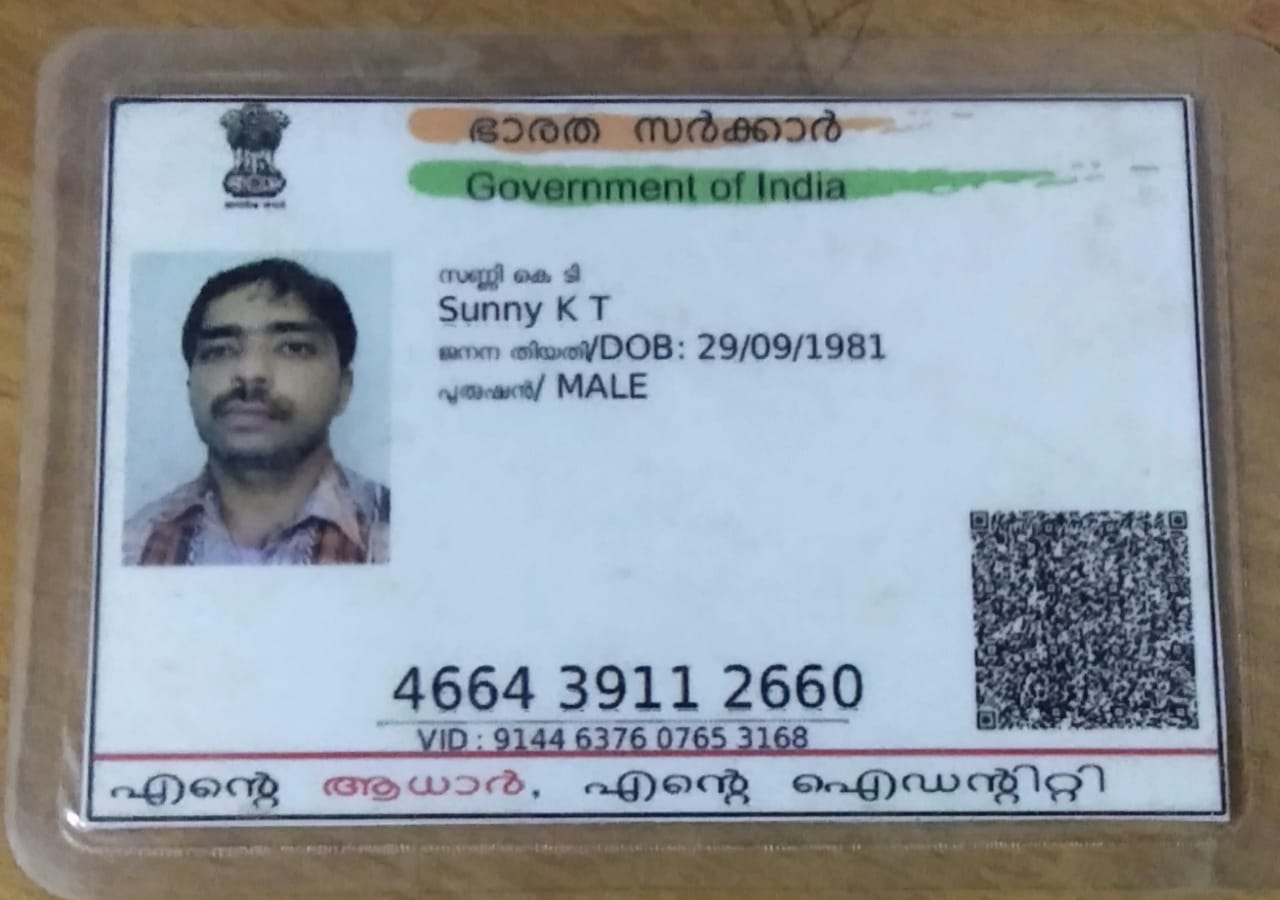 ഭാരത സർക്കാർ
Government of India
സണ്ണി കെ ടി
Sunny K T
ജനന തിയതി/DOB: 29/09/1981
പുരുഷൻ/ MALE
4664 3911 2660
VID : 9144 6376 0765 3168
എന്റെ ആധാർ, എന്റെ ഐഡന്റിറ്റി